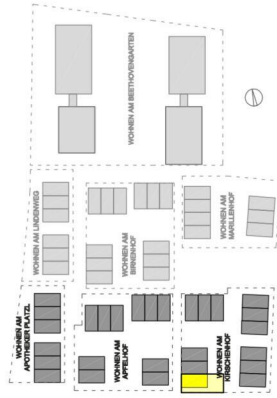 WOHNEN AM BEETHOVENGARTEN
WOHNEN AM LINDENWEG
WOHNEN AM
BIRNENHOF
WOHNEN AM
MARILLENHOF
WOHNEN AM
APOTHEKER PLATZL
WOHNEN AM
APFELHOF
WOHNEN AM
KIRSCHENHOF